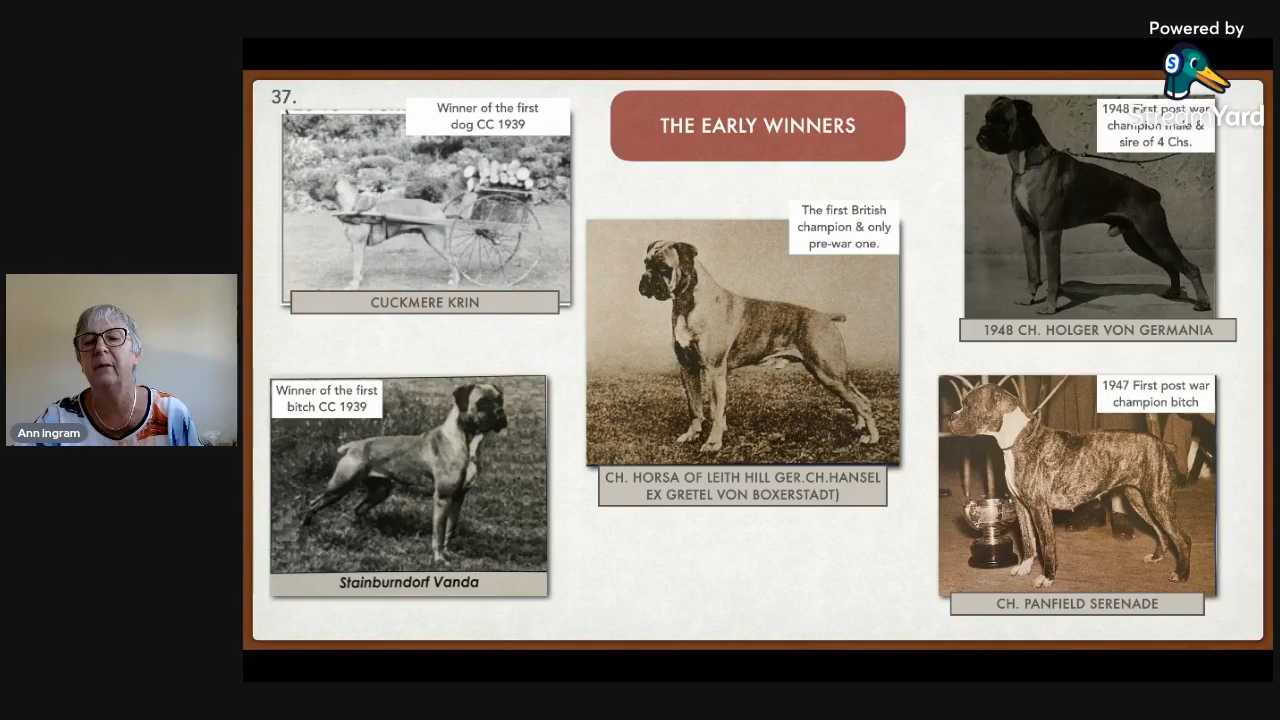 Powered by
S
StreamYard
37.
THE EARLY WINNERS
Winner of the first
dog CC 1939
CUCKMERE KRIN
The first British
champion & only
pre-war one.
CH. HORSA OF LEITH HILL GER.CH.HANSEL
EX GRETEL VON BOXERSTADT)
1948 First post war
champion male &
sire of 4 Chs.
1948 CH. HOLGER VON GERMANIA
Winner of the first
bitch CC 1939
Stainburndorf Vanda
1947 First post war
champion bitch
CH. PANFIELD SERENADE
Ann ingram